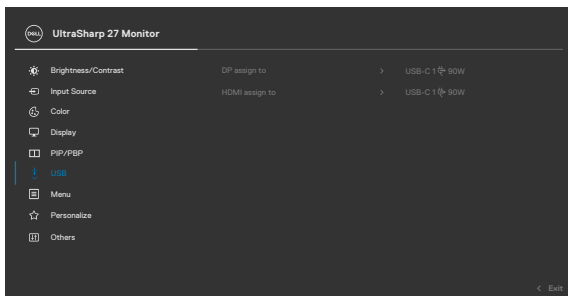 DELL UltraSharp 27 Monitor
Brightness/Contrast DP assign to > USB-C 1 90W
Input Source HDMI assign to > USB-C 1 90W
Color
Display
PIP/PBP
USB
Menu
Personalize
Others
< Exit